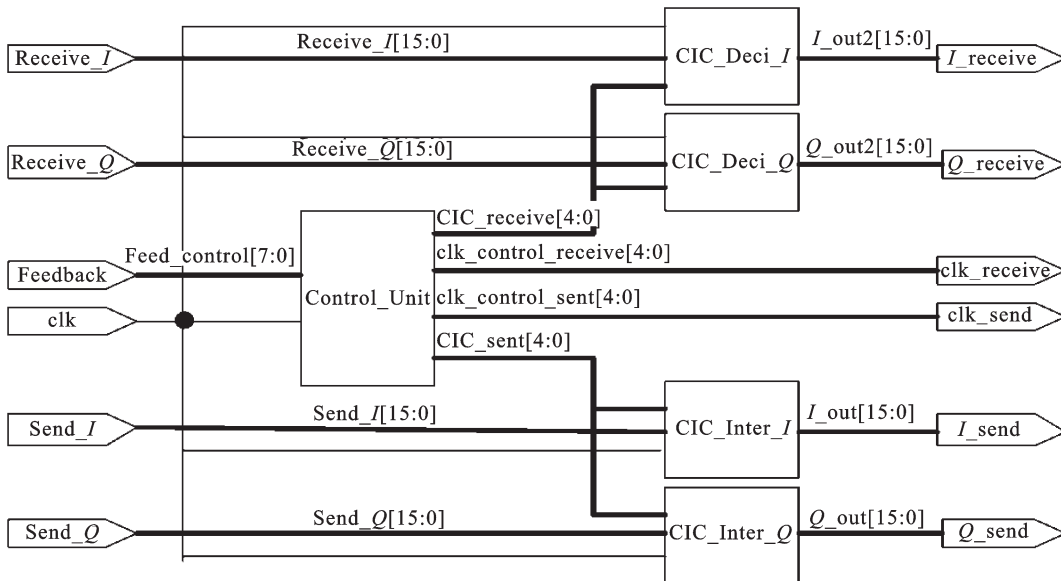 Receive_I
Receive_I[15:0]
CIC_Deci_I
I_out2[15:0]
I_receive
Receive_Q
Receive_Q[15:0]
CIC_Deci_Q
Q_out2[15:0]
Q_receive
CIC_receive[4:0]
Feedback
Feed_control[7:0]
clk_control_receive[4:0]
clk_receive
Control_Unit
clk
clk_control_sent[4:0]
clk_send
CIC_sent[4:0]
Send_I
Send_I[15:0]
CIC_Inter_I
I_out[15:0]
I_send
Send_Q
Send_Q[15:0]
CIC_Inter_Q
Q_out[15:0]
Q_send